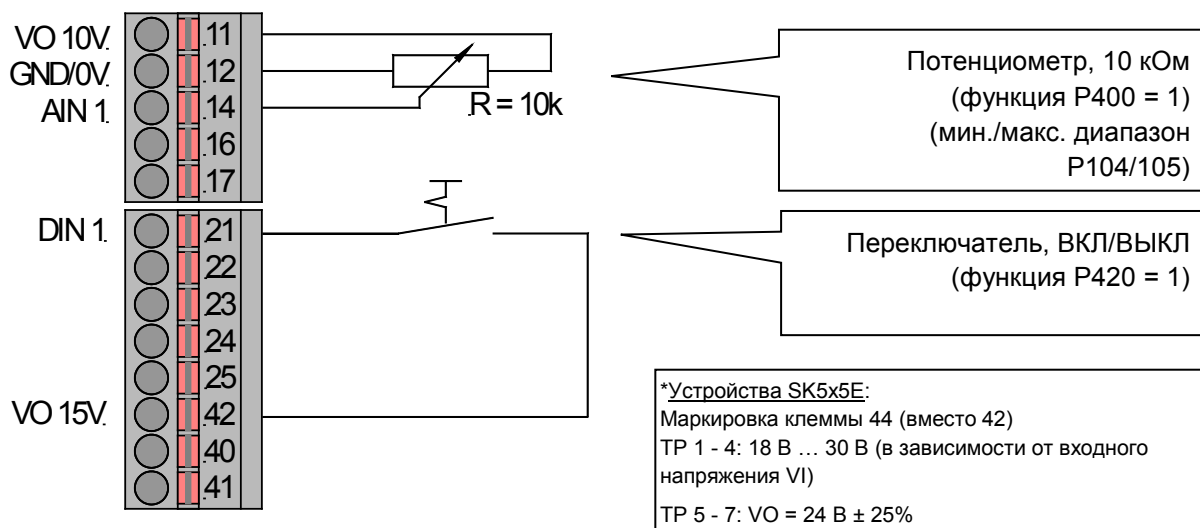 VO 10V.
GND/0V.
AIN 1.
.11
.12
.14
.16
.17
R = 10k
Потенциометр, 10 кОм
(функция P400 = 1)
(мин./макс. диапазон
P104/105)
DIN 1.
VO 15V.
.21
.22
.23
.24
.25
.42
.40
.41
Переключатель, ВКЛ/ВЫКЛ
(функция P420 = 1)
*Устройства SK5x5E:
Маркировка клеммы 44 (вместо 42)
ТР 1 - 4: 18 В … 30 В (в зависимости от входного
напряжения VI)
ТР 5 - 7: VO = 24 В ± 25%